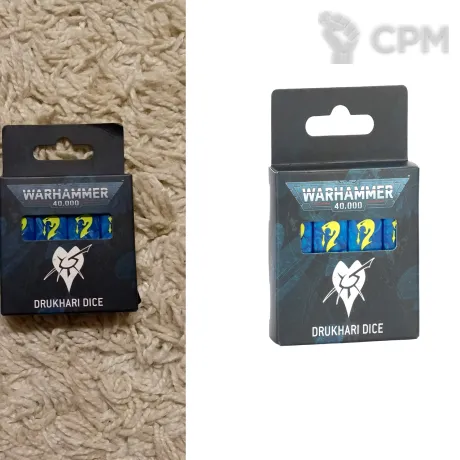 CPM
WARHAMMER
40,000
DRUKHARI DICE
WARHAMMER
40,000
DRUKHARI DICE